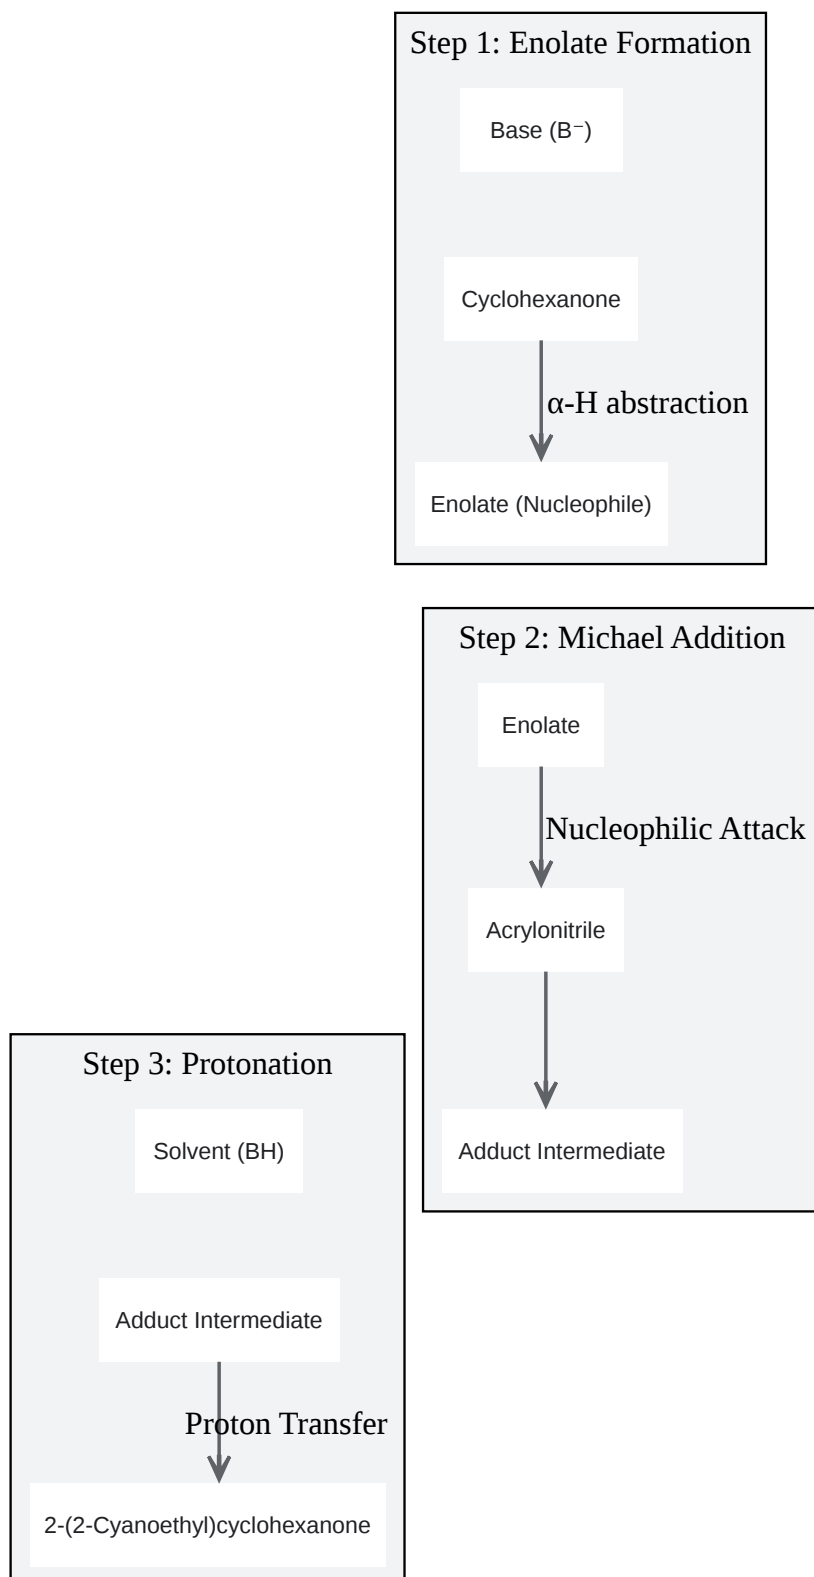 Step 1: Enolate Formation
Base (B⁻)
Cyclohexanone
α-H abstraction
Enolate (Nucleophile)
Step 2: Michael Addition
Enolate
Nucleophilic Attack
Acrylonitrile
Adduct Intermediate
Step 3: Protonation
Solvent (BH)
Adduct Intermediate
Proton Transfer
2-(2-Cyanoethyl)cyclohexanone